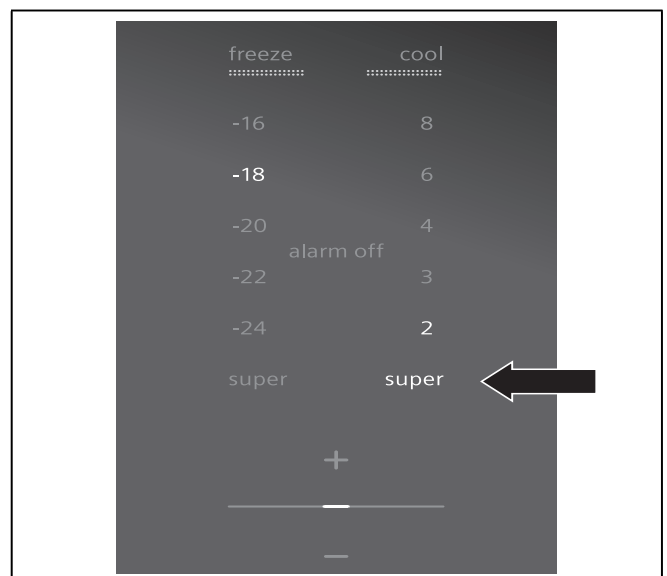 freeze cool
-16 8
-18 6
-20 4
alarm off
-22 3
-24 2
super super
+
–